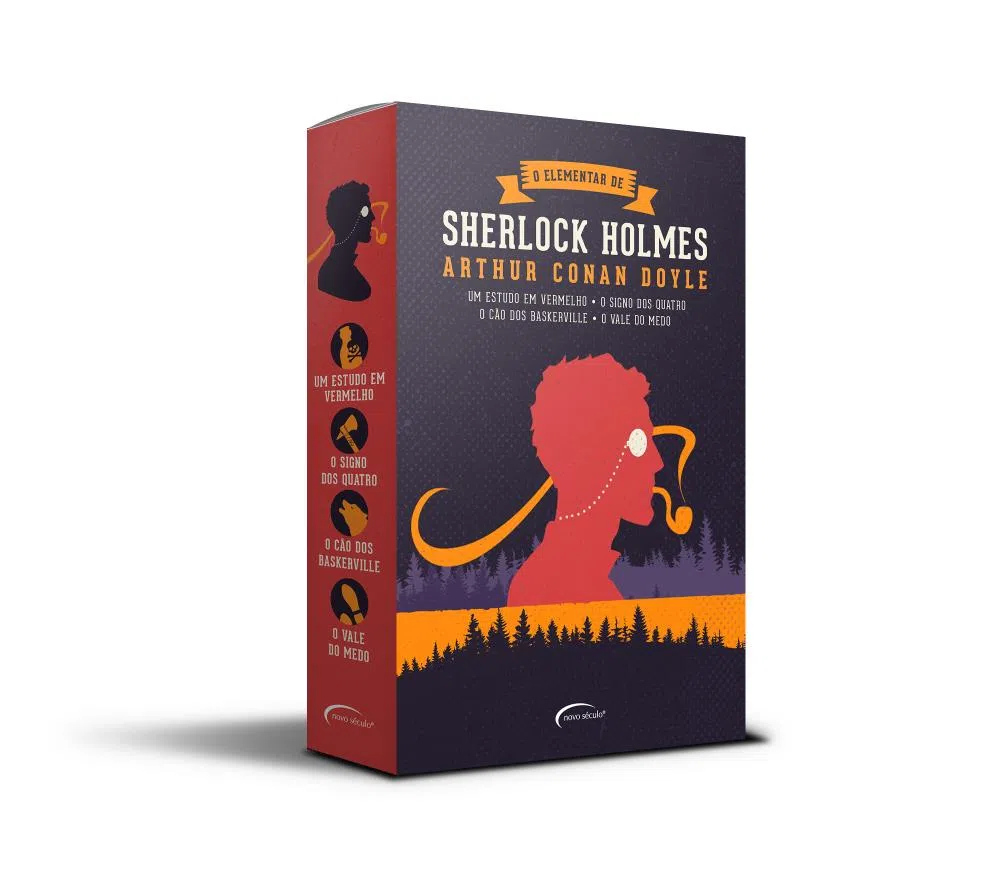 UM ESTUDO EM
VERMELHO
O SIGNO
DOS QUATRO
O CÃO DOS
BASKERVILLE
O VALE
DO MEDO
novo século®
O ELEMENTAR DE
SHERLOCK HOLMES
ARTHUR CONAN DOYLE
UM ESTUDO EM VERMELHO • O SIGNO DOS QUATRO
O CÃO DOS BASKERVILLE • O VALE DO MEDO
novo século®